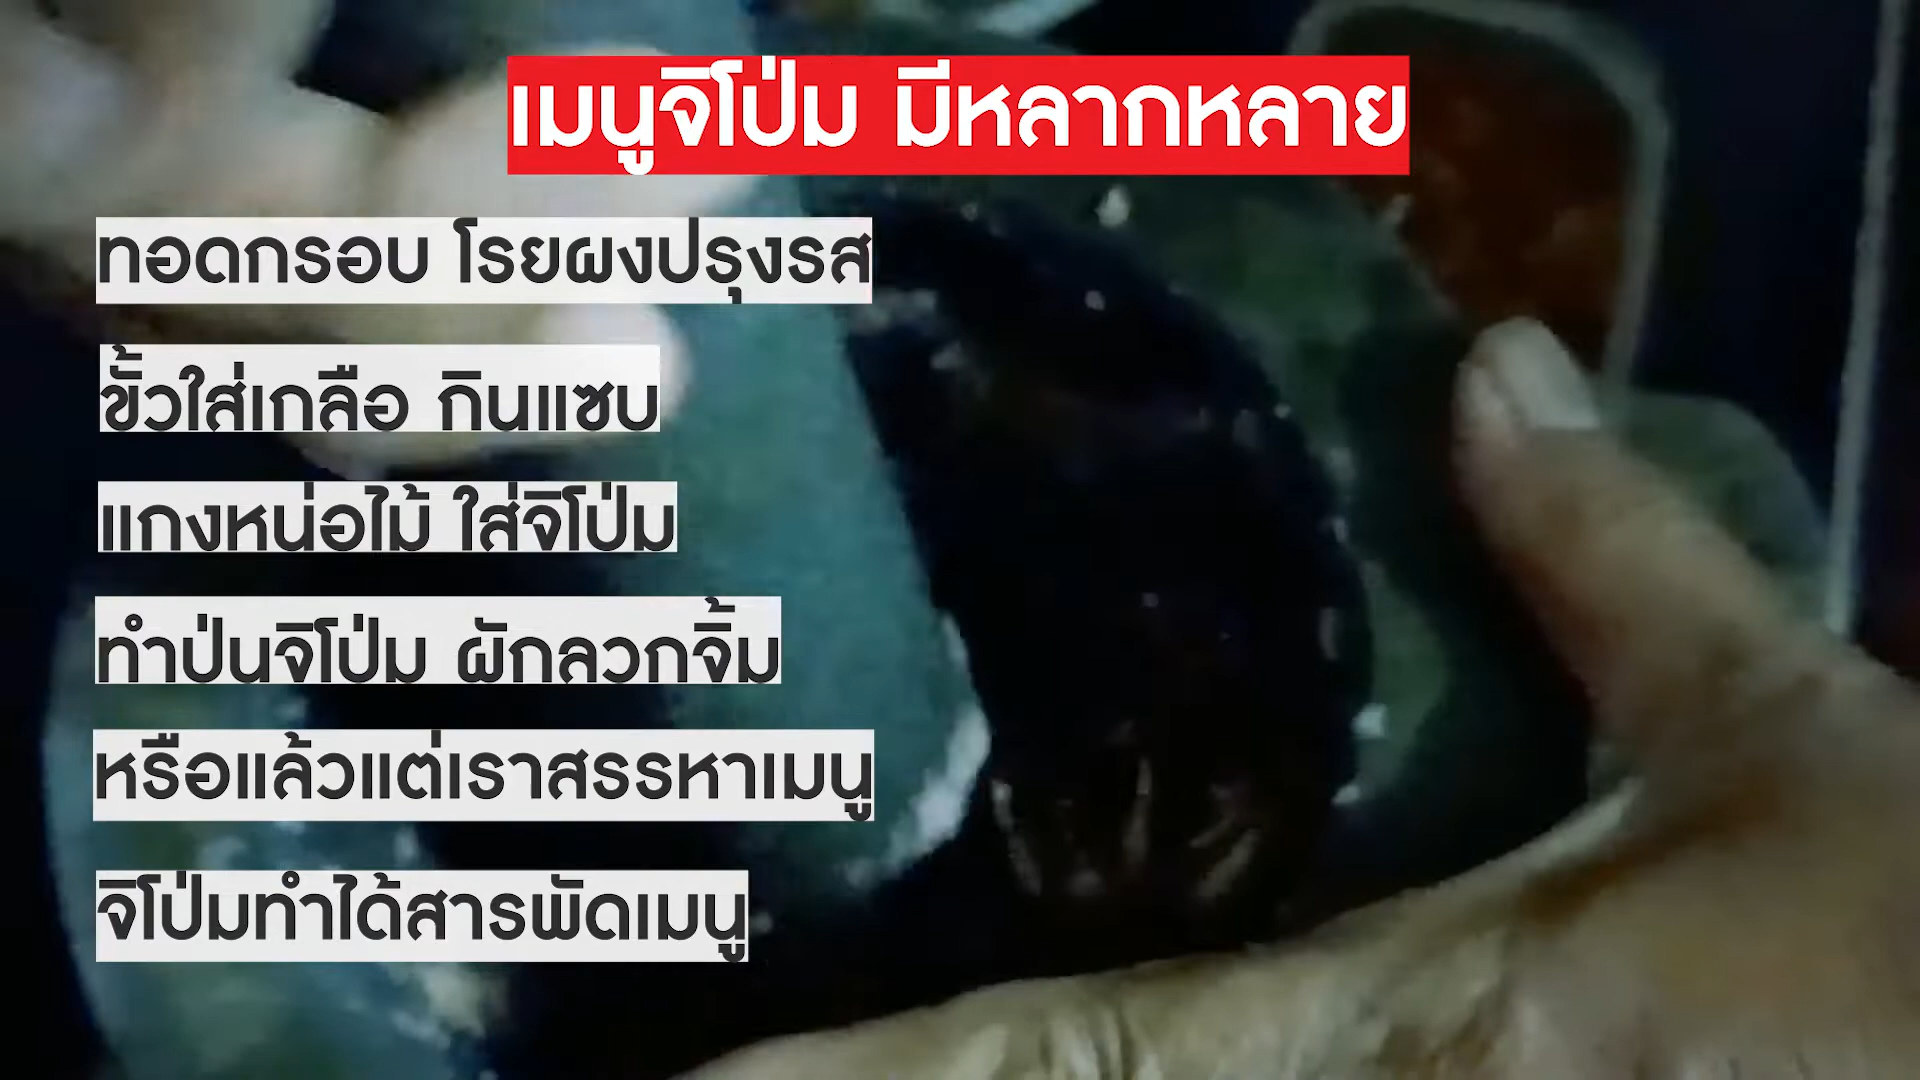 เมนูจิโป่ม มีหลากหลาย
ทอดกรอบ โรยผงปรุงรส
ขั้วใส่เกลือ กินแซบ
แกงหน่อไม้ ใส่จิโป่ม
ทำป่นจิโป่ม ผักลวกจิ้ม
หรือแล้วแต่เราสรรหาเมนู
จิโป่มทำได้สารพัดเมนู